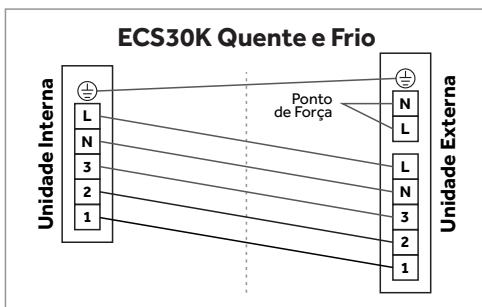 ECS30K Quente e Frio
Unidade Interna
L
N
3
2
1
Ponto
de Força
N
L
L
N
3
2
1
Unidade Externa